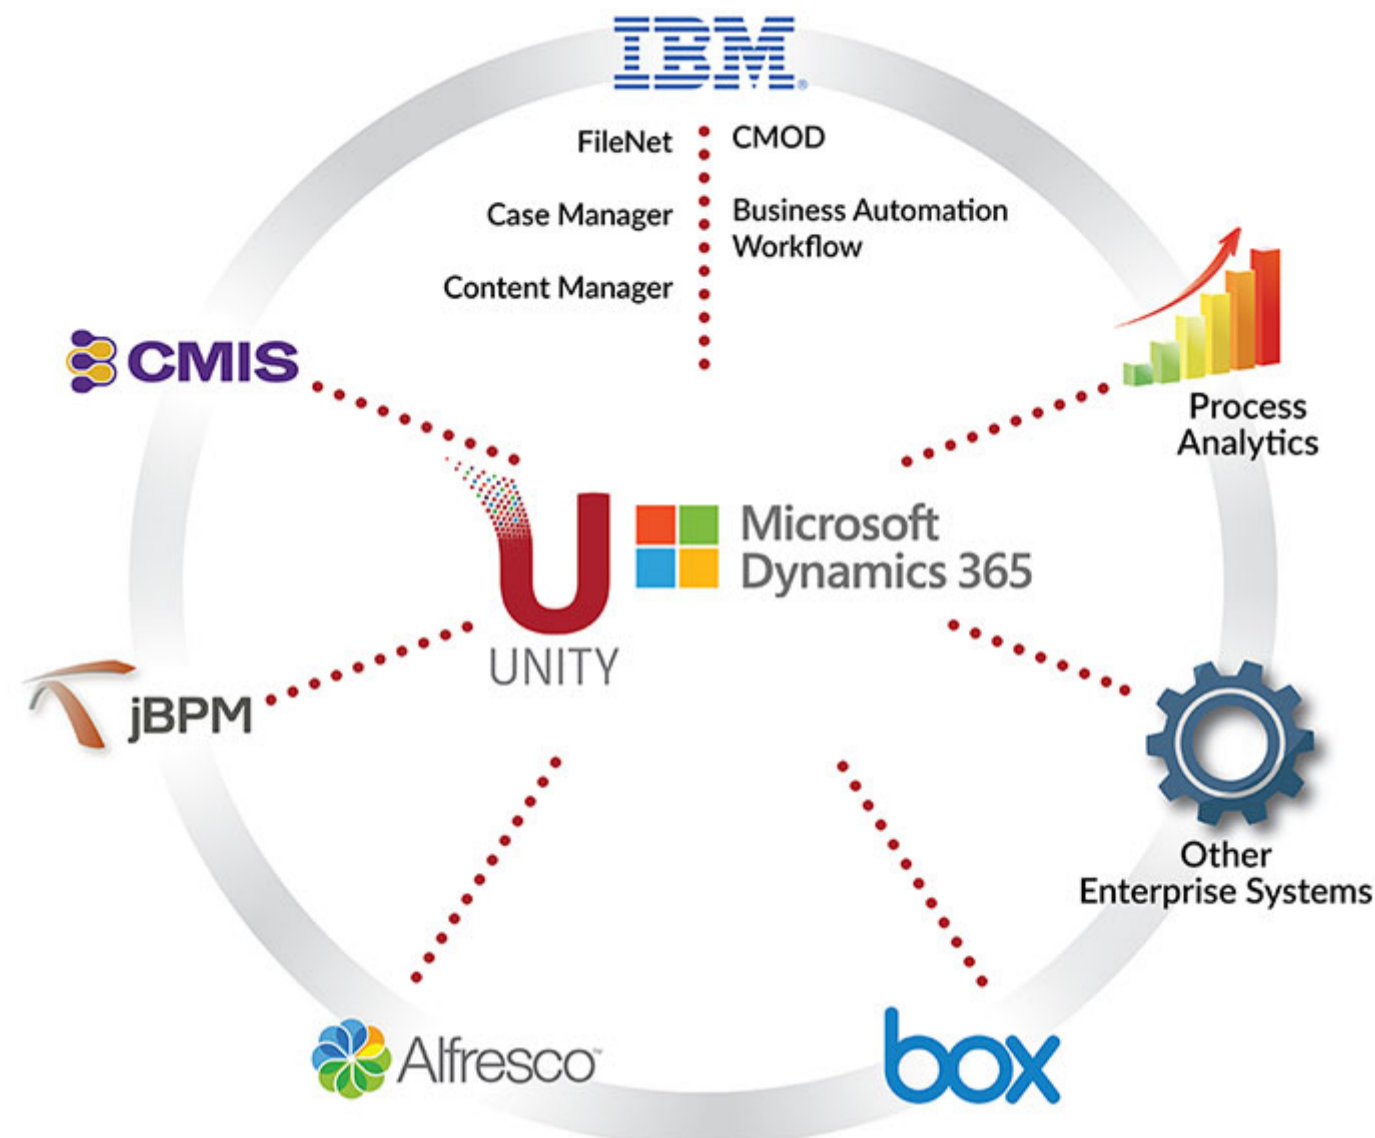 IBM®
FileNet
CMOD
Case Manager
Business Automation
Workflow
Content Manager
CMIS
Process
Analytics
Microsoft
Dynamics 365
UNITY
jBPM
Other
Enterprise Systems
Alfresco™
box